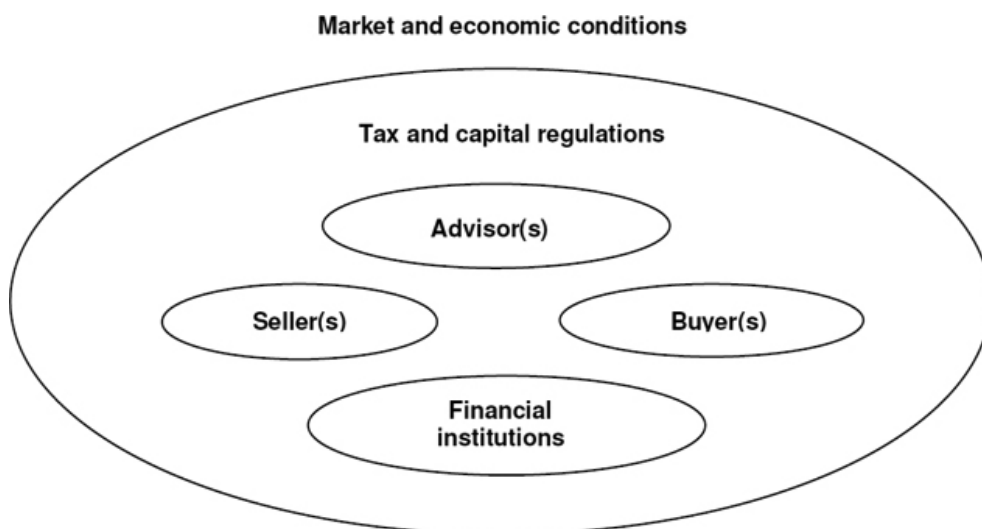 Market and economic conditions
Tax and capital regulations
Advisor(s)
Seller(s)
Buyer(s)
Financial
institutions